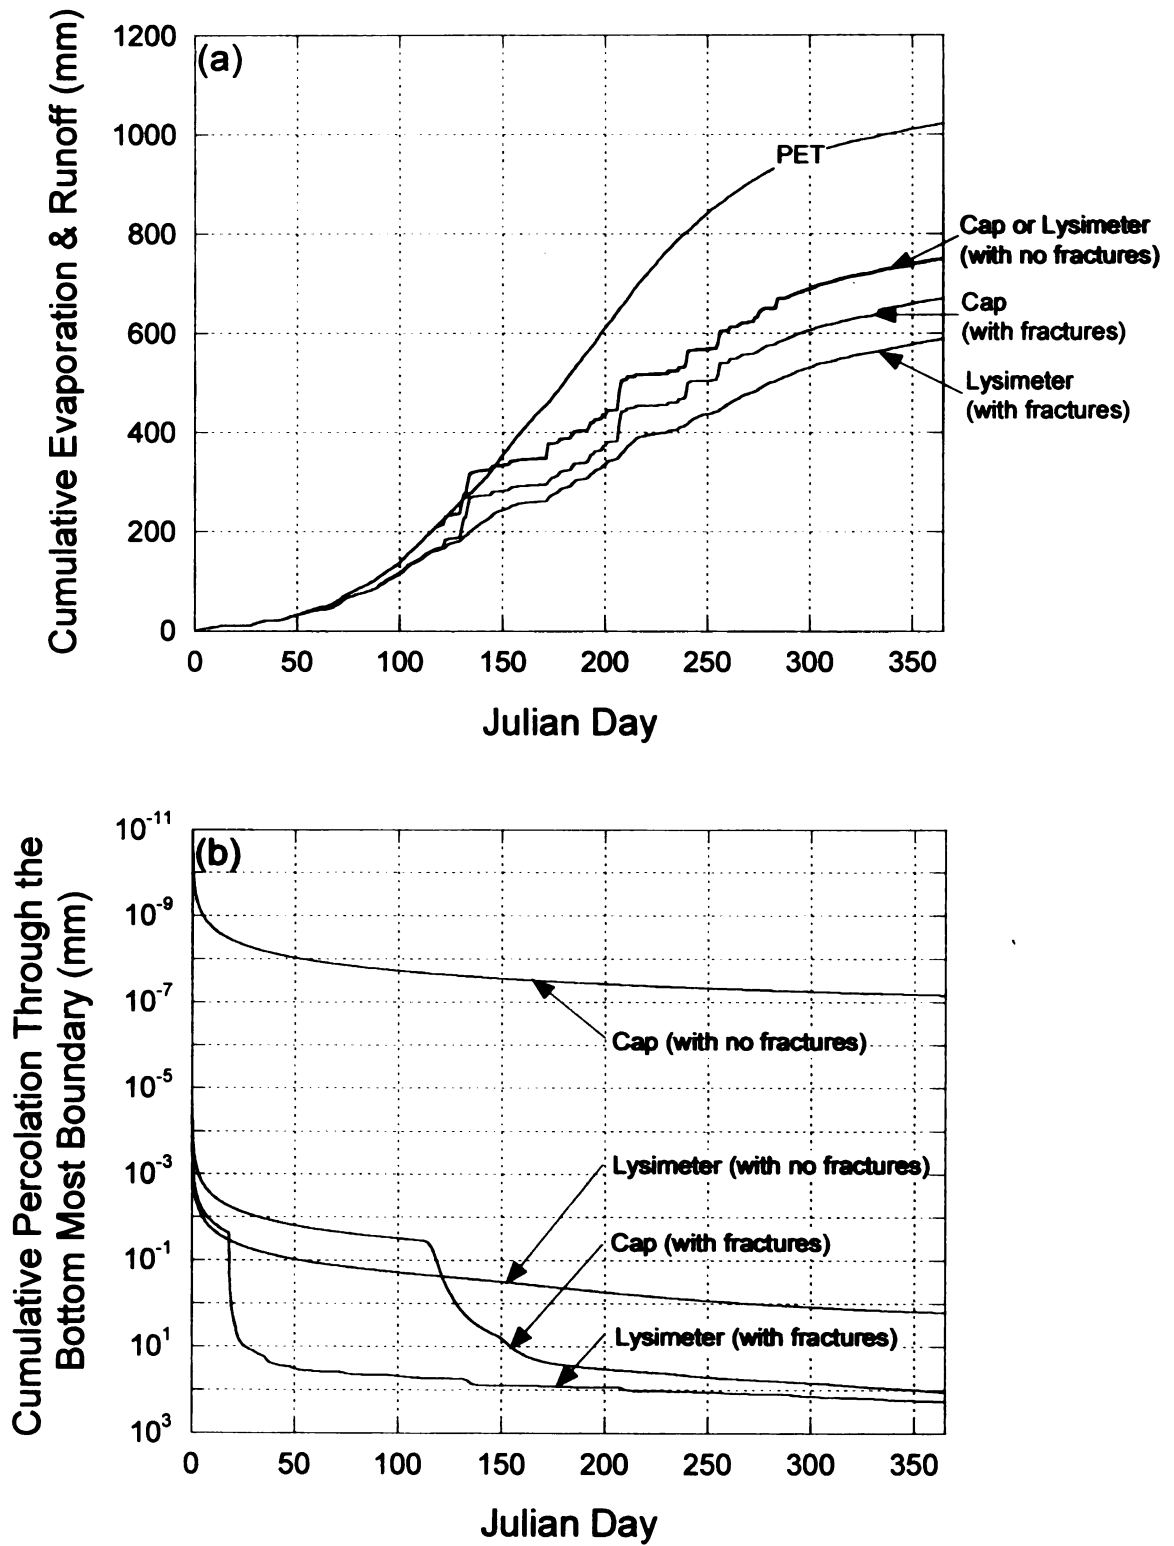 Cumulative Evaporation & Runoff (mm)
(a)
1200
1000
800
600
400
200
0
PET
Cap or Lysimeter
(with no fractures)
Cap
(with fractures)
Lysimeter
(with fractures)
0 50 100 150 200 250 300 350
Julian Day
Cumulative Percolation Through the
Bottom Most Boundary (mm)
(b)
10⁻¹¹
10⁻⁹
10⁻⁷
10⁻⁵
10⁻³
10⁻¹
10¹
10³
Cap (with no fractures)
Lysimeter (with no fractures)
Cap (with fractures)
Lysimeter (with fractures)
0 50 100 150 200 250 300 350
Julian Day